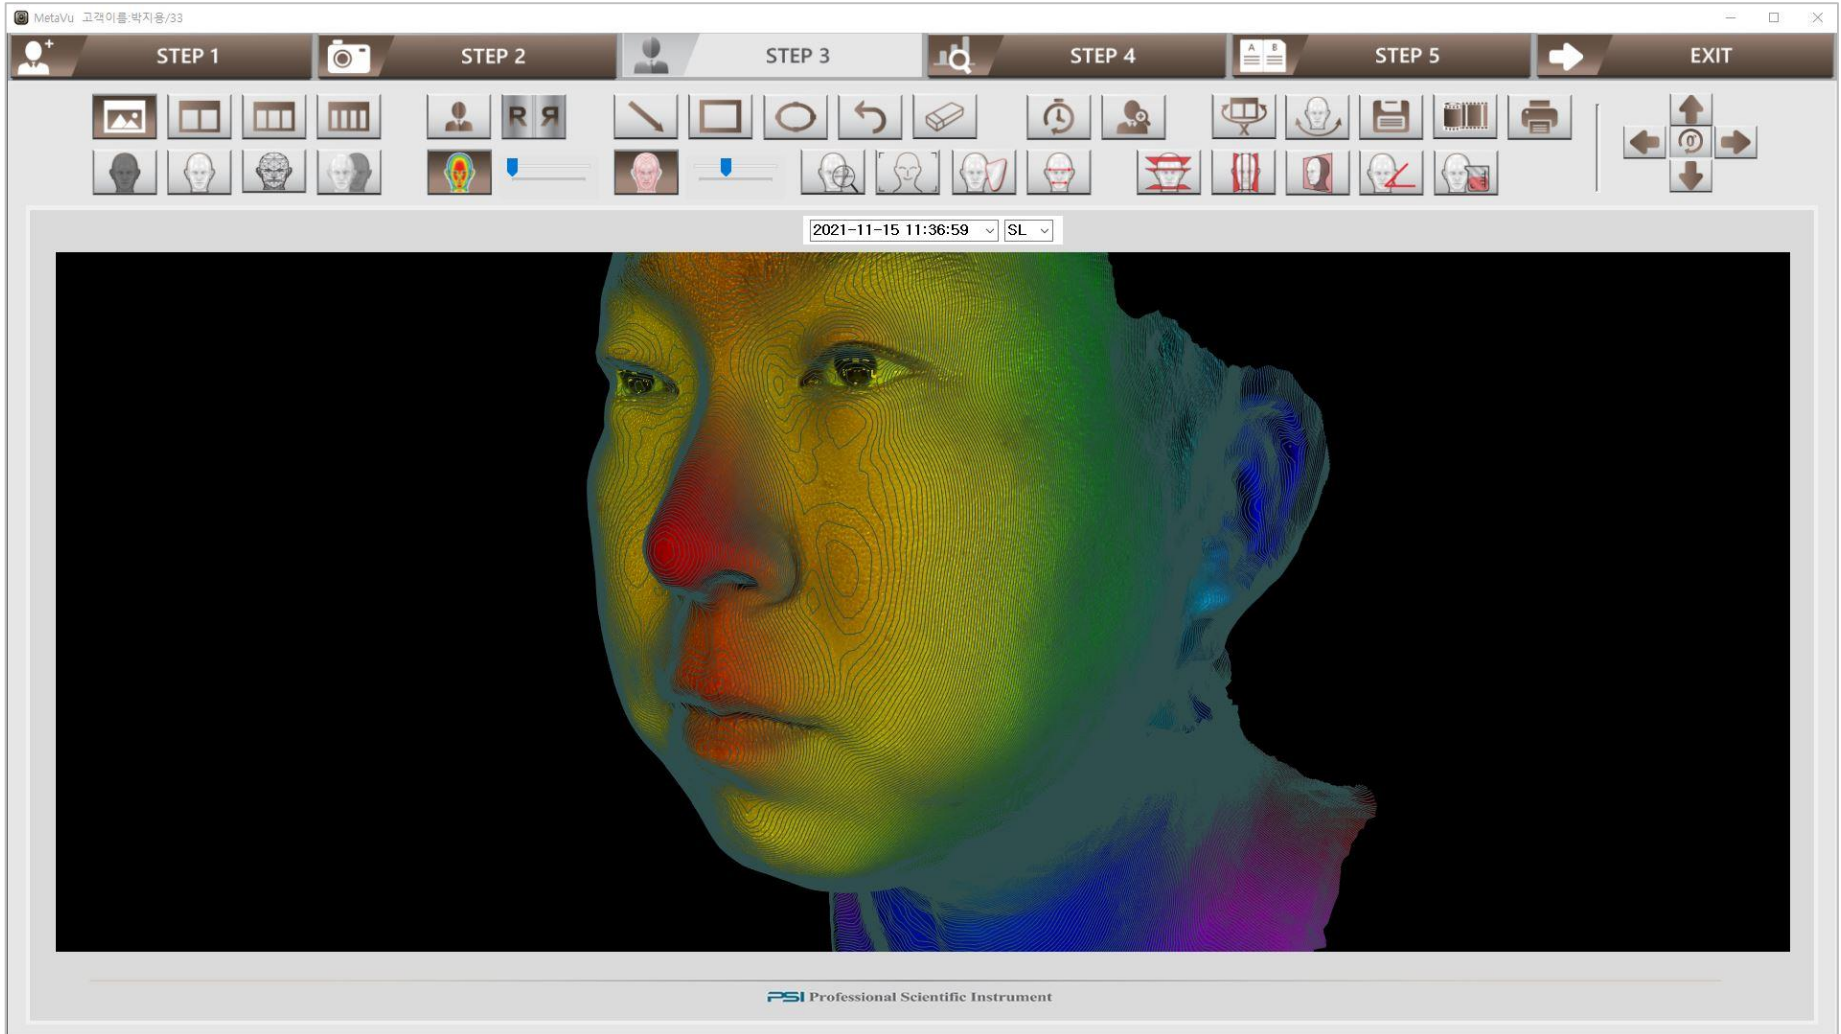 MetaVu 고객이름:박지용/33
STEP 1
STEP 2
STEP 3
STEP 4
A B
STEP 5
EXIT
R R
0
2021-11-15 11:36:59
SL
X
PSI Professional Scientific Instrument